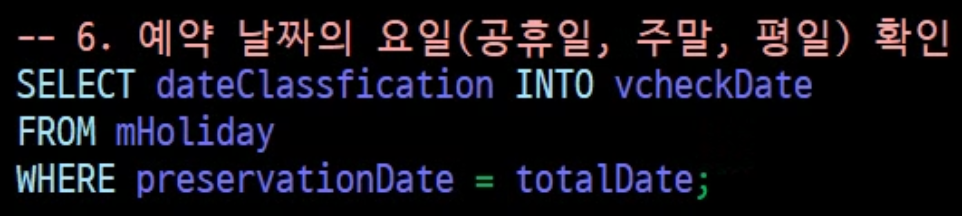 -- 6. 예약 날짜의 요일(공휴일, 주말, 평일) 확인
SELECT dateClassfication INTO vcheckDate
FROM mHoliday
WHERE preservationDate = totalDate;